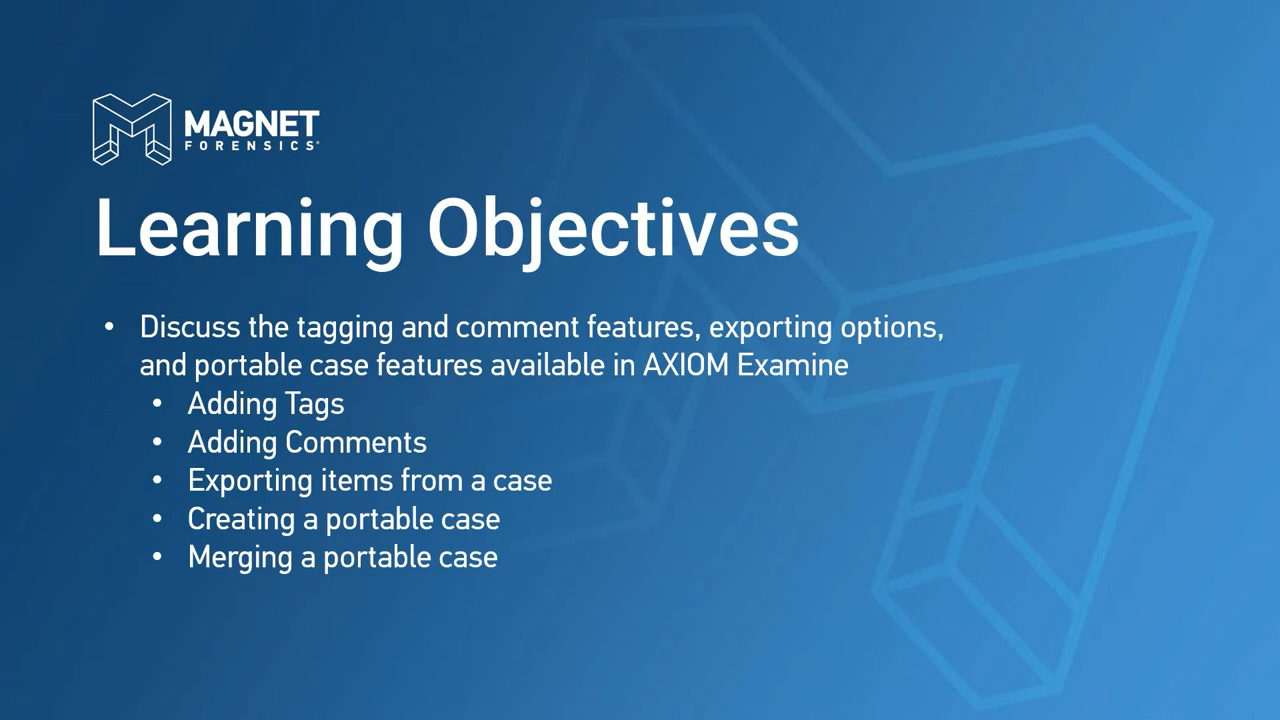 MAGNET
FORENSICS®
Learning Objectives
• Discuss the tagging and comment features, exporting options,
and portable case features available in AXIOM Examine
• Adding Tags
• Adding Comments
• Exporting items from a case
• Creating a portable case
• Merging a portable case